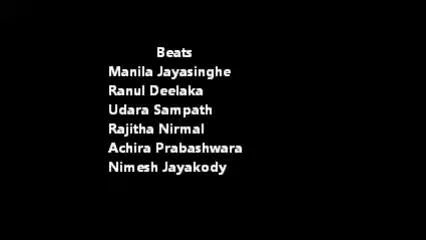 Beats
Manila Jayasinghe
Ranul Deelaka
Udara Sampath
Rajitha Nirmal
Achira Prabashwara
Nimesh Jayakody